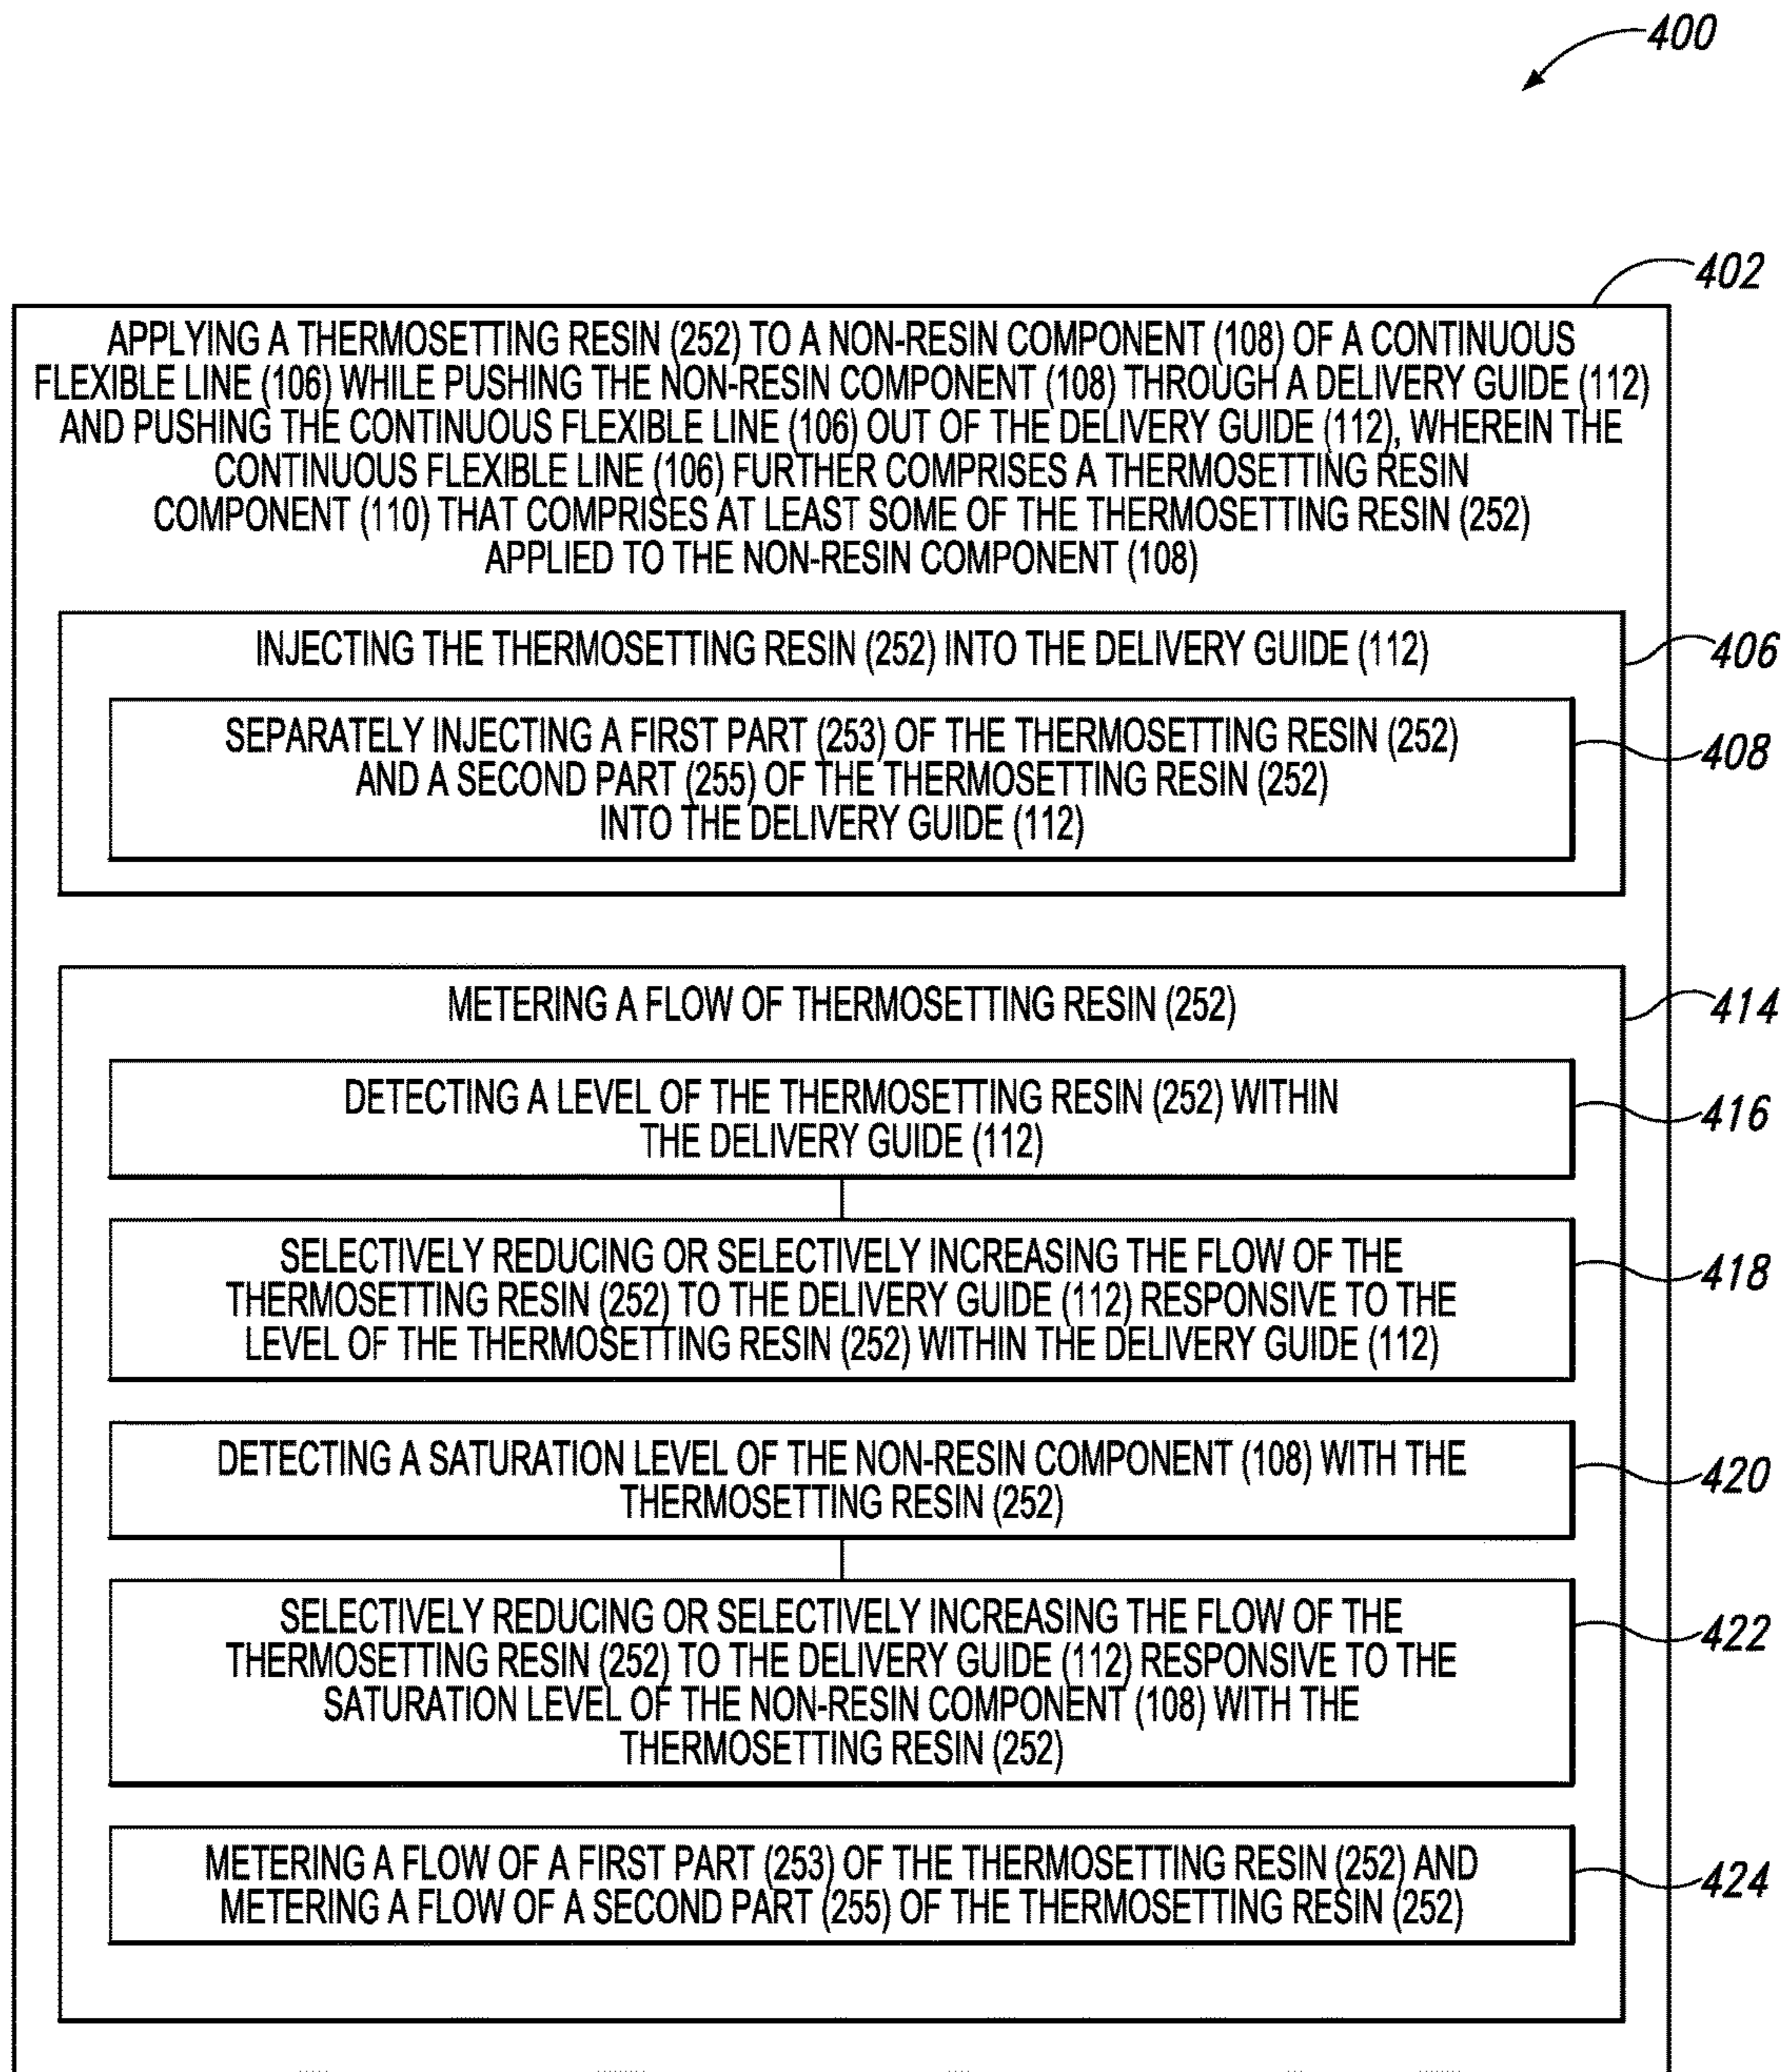 400
402
APPLYING A THERMOSETTING RESIN (252) TO A NON-RESIN COMPONENT (108) OF A CONTINUOUS
FLEXIBLE LINE (106) WHILE PUSHING THE NON-RESIN COMPONENT (108) THROUGH A DELIVERY GUIDE (112)
AND PUSHING THE CONTINUOUS FLEXIBLE LINE (106) OUT OF THE DELIVERY GUIDE (112), WHEREIN THE
CONTINUOUS FLEXIBLE LINE (106) FURTHER COMPRISES A THERMOSETTING RESIN
COMPONENT (110) THAT COMPRISES AT LEAST SOME OF THE THERMOSETTING RESIN (252)
APPLIED TO THE NON-RESIN COMPONENT (108)
INJECTING THE THERMOSETTING RESIN (252) INTO THE DELIVERY GUIDE (112)
406
SEPARATELY INJECTING A FIRST PART (253) OF THE THERMOSETTING RESIN (252)
AND A SECOND PART (255) OF THE THERMOSETTING RESIN (252)
INTO THE DELIVERY GUIDE (112)
408
METERING A FLOW OF THERMOSETTING RESIN (252)
414
DETECTING A LEVEL OF THE THERMOSETTING RESIN (252) WITHIN
THE DELIVERY GUIDE (112)
416
SELECTIVELY REDUCING OR SELECTIVELY INCREASING THE FLOW OF THE
THERMOSETTING RESIN (252) TO THE DELIVERY GUIDE (112) RESPONSIVE TO THE
LEVEL OF THE THERMOSETTING RESIN (252) WITHIN THE DELIVERY GUIDE (112)
418
DETECTING A SATURATION LEVEL OF THE NON-RESIN COMPONENT (108) WITH THE
THERMOSETTING RESIN (252)
420
SELECTIVELY REDUCING OR SELECTIVELY INCREASING THE FLOW OF THE
THERMOSETTING RESIN (252) TO THE DELIVERY GUIDE (112) RESPONSIVE TO THE
SATURATION LEVEL OF THE NON-RESIN COMPONENT (108) WITH THE
THERMOSETTING RESIN (252)
422
METERING A FLOW OF A FIRST PART (253) OF THE THERMOSETTING RESIN (252) AND
METERING A FLOW OF A SECOND PART (255) OF THE THERMOSETTING RESIN (252)
424